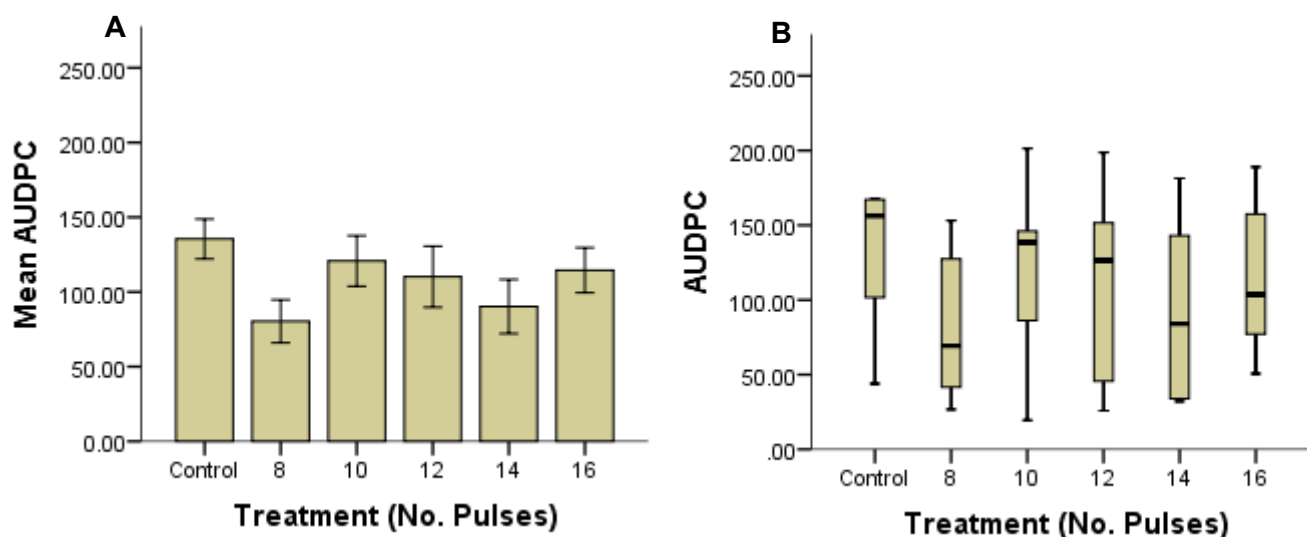 A
250.00
200.00
150.00
100.00
50.00
0.00
Mean AUDPC
Control 8 10 12 14 16
Treatment (No. Pulses)
B
250.00
200.00
150.00
100.00
50.00
.00
AUDPC
Control 8 10 12 14 16
Treatment (No. Pulses)